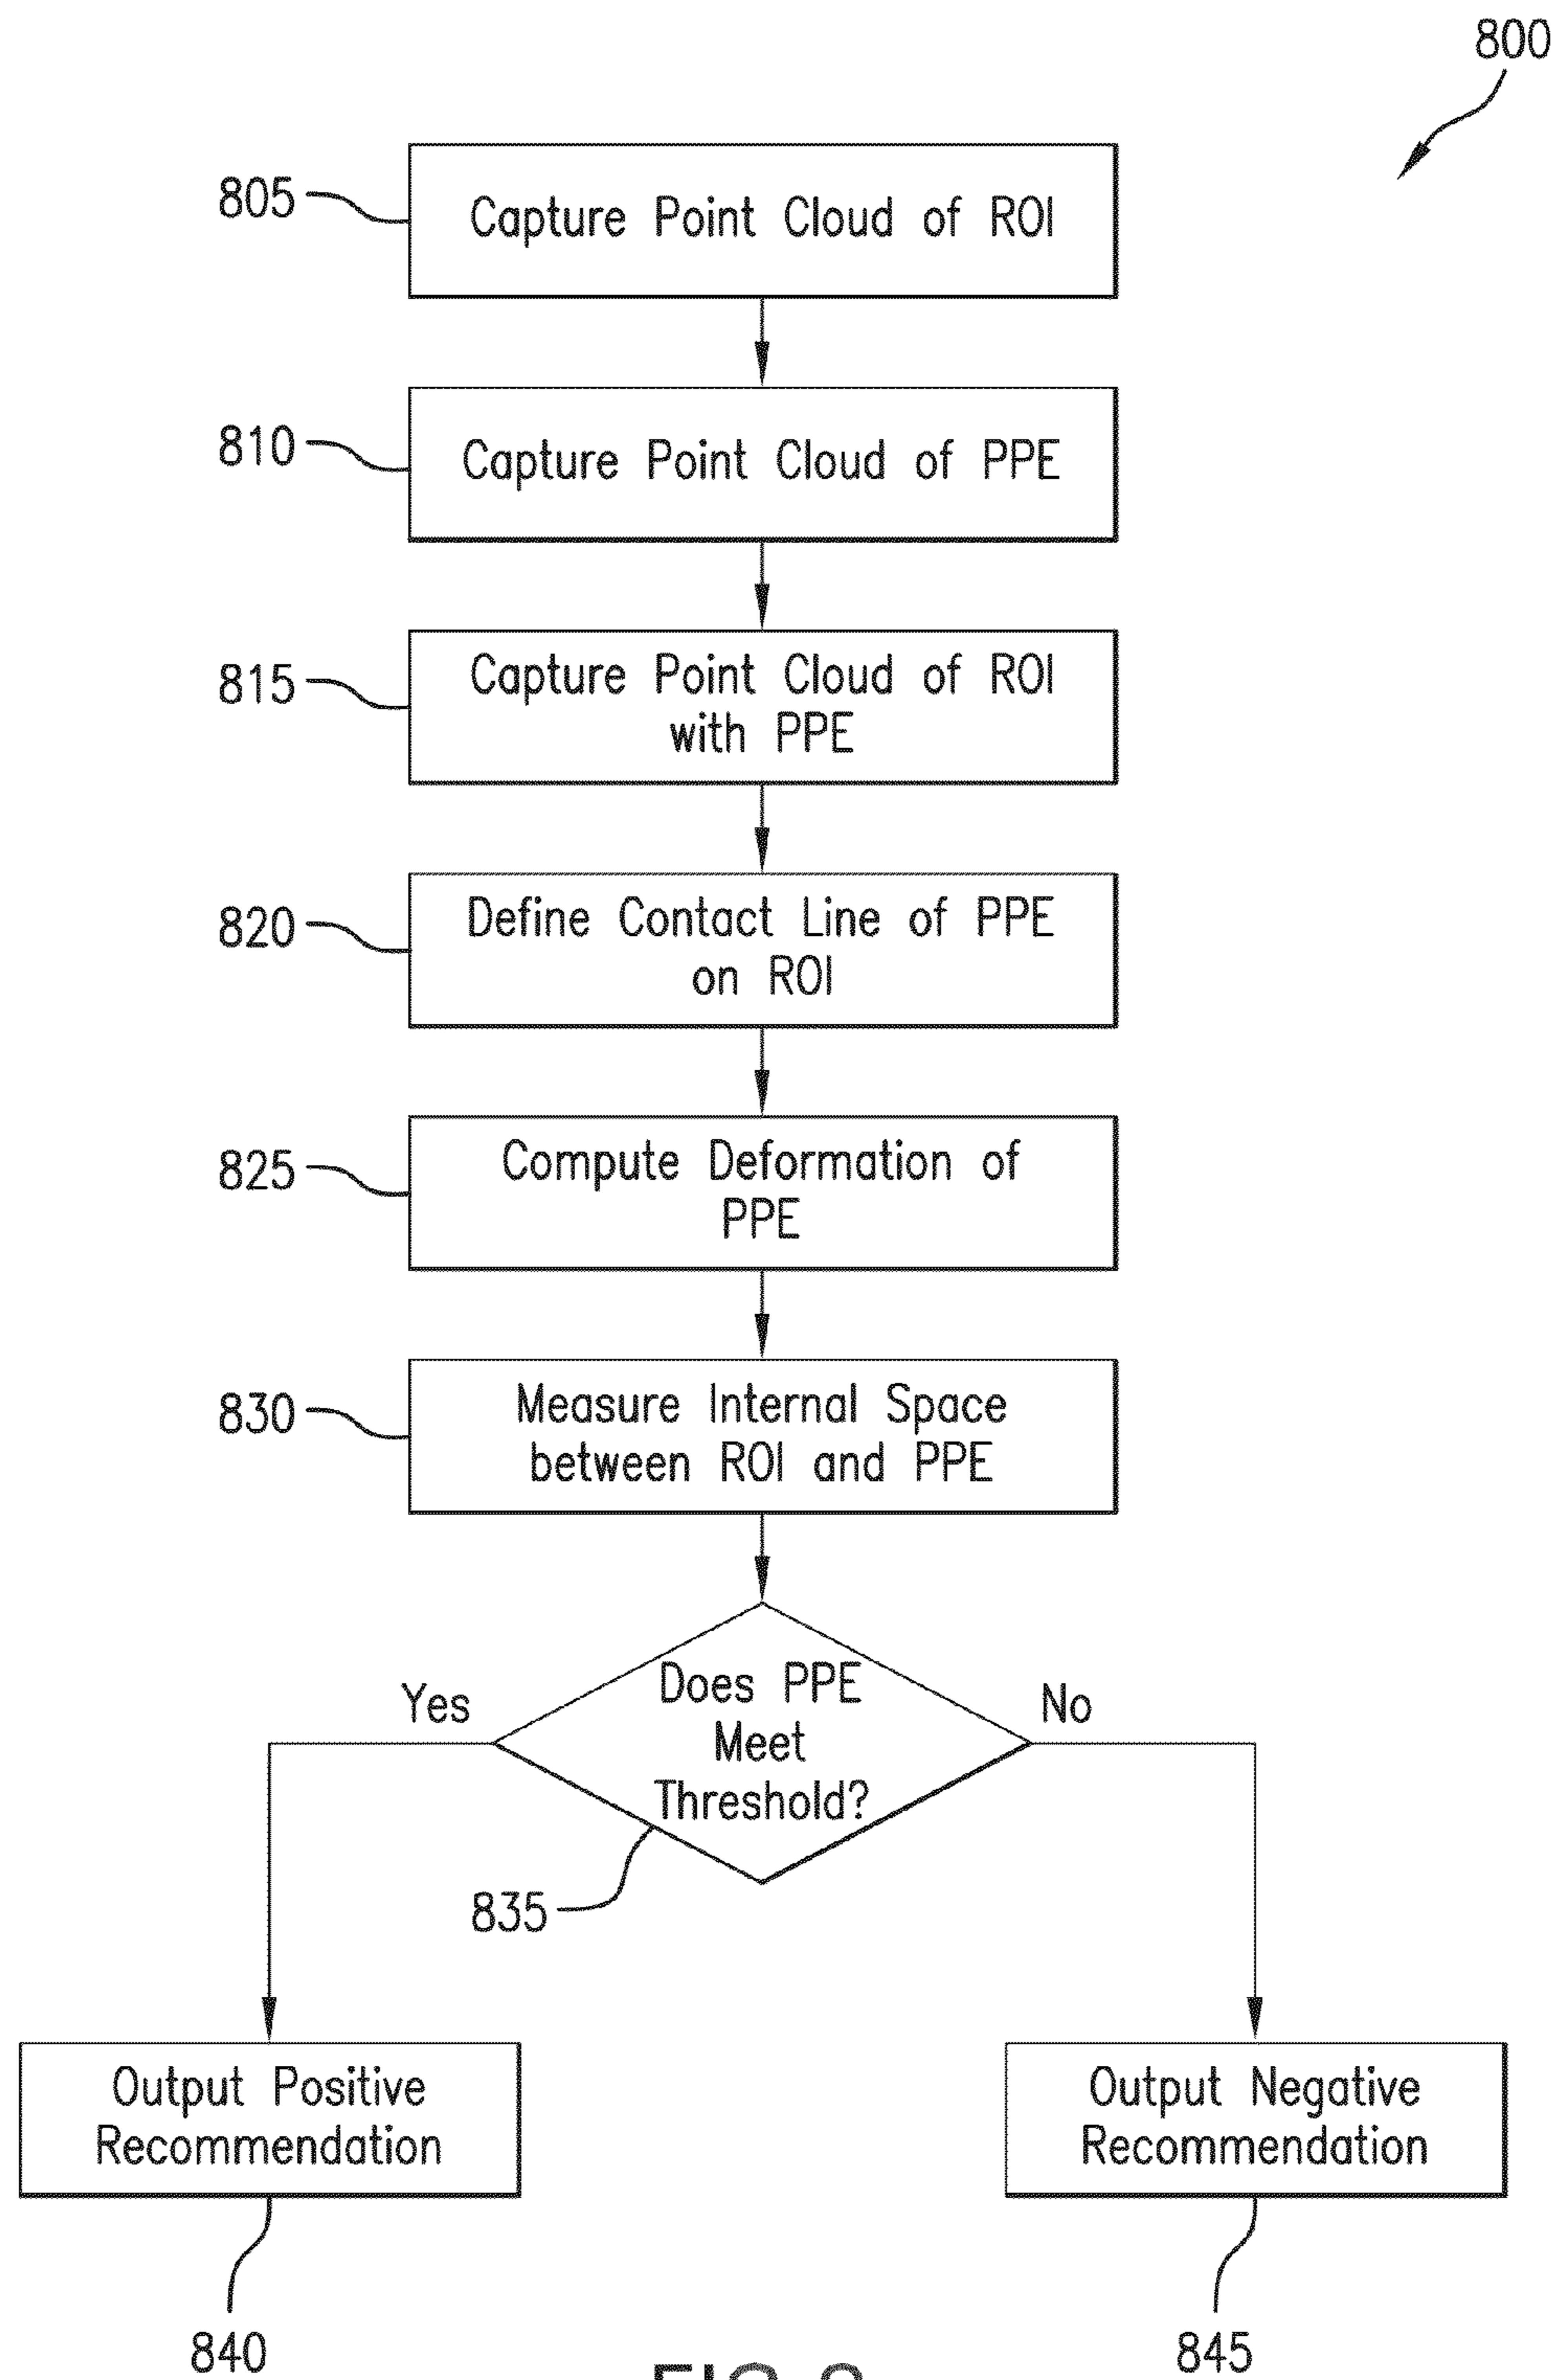 800
805
Capture Point Cloud of ROI
810
Capture Point Cloud of PPE
815
Capture Point Cloud of ROI
with PPE
820
Define Contact Line of PPE
on ROI
825
Compute Deformation of
PPE
830
Measure Internal Space
between ROI and PPE
Yes
Does PPE
Meet
Threshold?
No
835
Output Positive
Recommendation
Output Negative
Recommendation
840
845